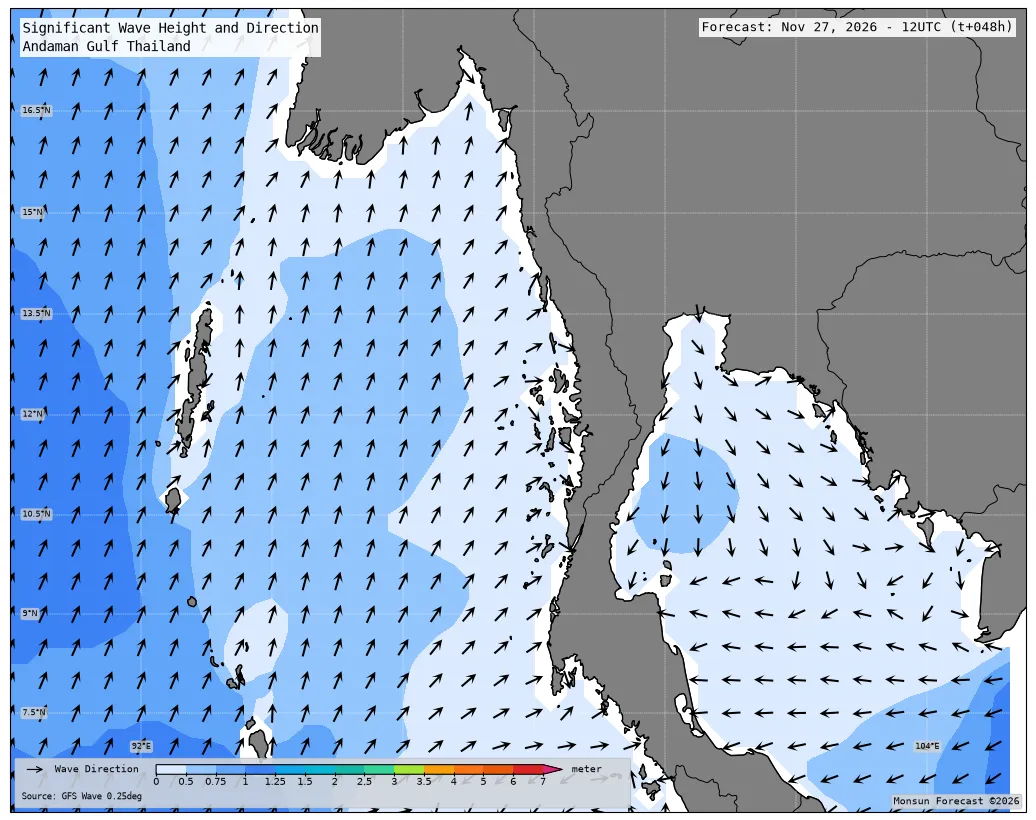 Significant Wave Height and Direction
Andaman Gulf Thailand
Forecast: Nov 27, 2026 - 12UTC (t+048h)
16.5°N
15°N
13.5°N
12°N
10.5°N
9°N
7.5°N
92°E
104°E
Wave Direction
meter
0.5 0.75 1 1.25 1.5 2 2.5 3 3.5 4 5 6 7
Source: GFS Wave 0.25deg
Monsun Forecast ©2026